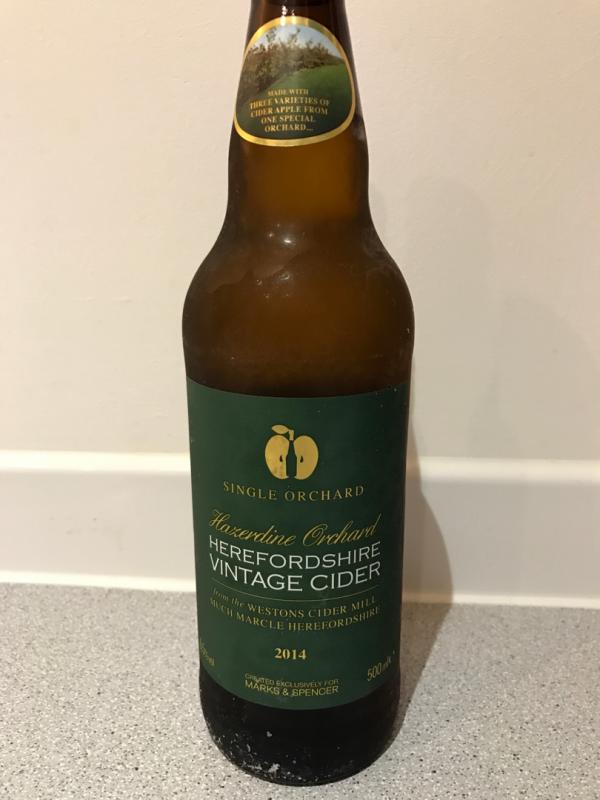 MADE WITH
THREE VARIETIES OF
CIDER APPLE FROM
ONE SPECIAL
ORCHARD...
SINGLE ORCHARD
Hazerdine Orchard
HEREFORDSHIRE
VINTAGE CIDER
from the WESTONS CIDER MILL
MUCH MARCLE HEREFORDSHIRE
2014
500ml℮
CREATED EXCLUSIVELY FOR
MARKS & SPENCER